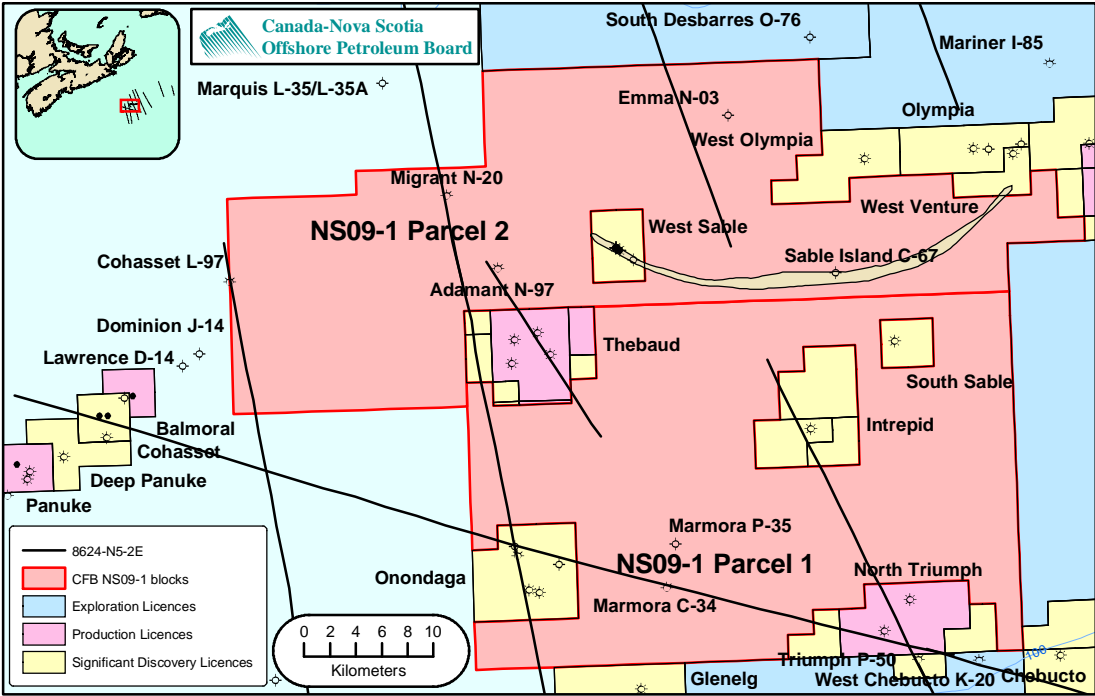 Canada-Nova Scotia
Offshore Petroleum Board
South Desbarres O-76
Mariner I-85
Marquis L-35/L-35A
Emma N-03
Olympia
West Olympia
Migrant N-20
West Venture
NS09-1 Parcel 2
West Sable
Sable Island C-67
Cohasset L-97
Adamant N-97
Dominion J-14
Thebaud
Lawrence D-14
South Sable
Balmoral
Intrepid
Cohasset
Deep Panuke
Panuke
Marmora P-35
8624-N5-2E
NS09-1 Parcel 1
CFB NS09-1 blocks
Onondaga
North Triumph
Exploration Licences
Marmora C-34
Production Licences
0 2 4 6 8 10
Kilometers
Significant Discovery Licences
Triumph P-50
100
Glenelg
West Chebucto K-20
Chebucto